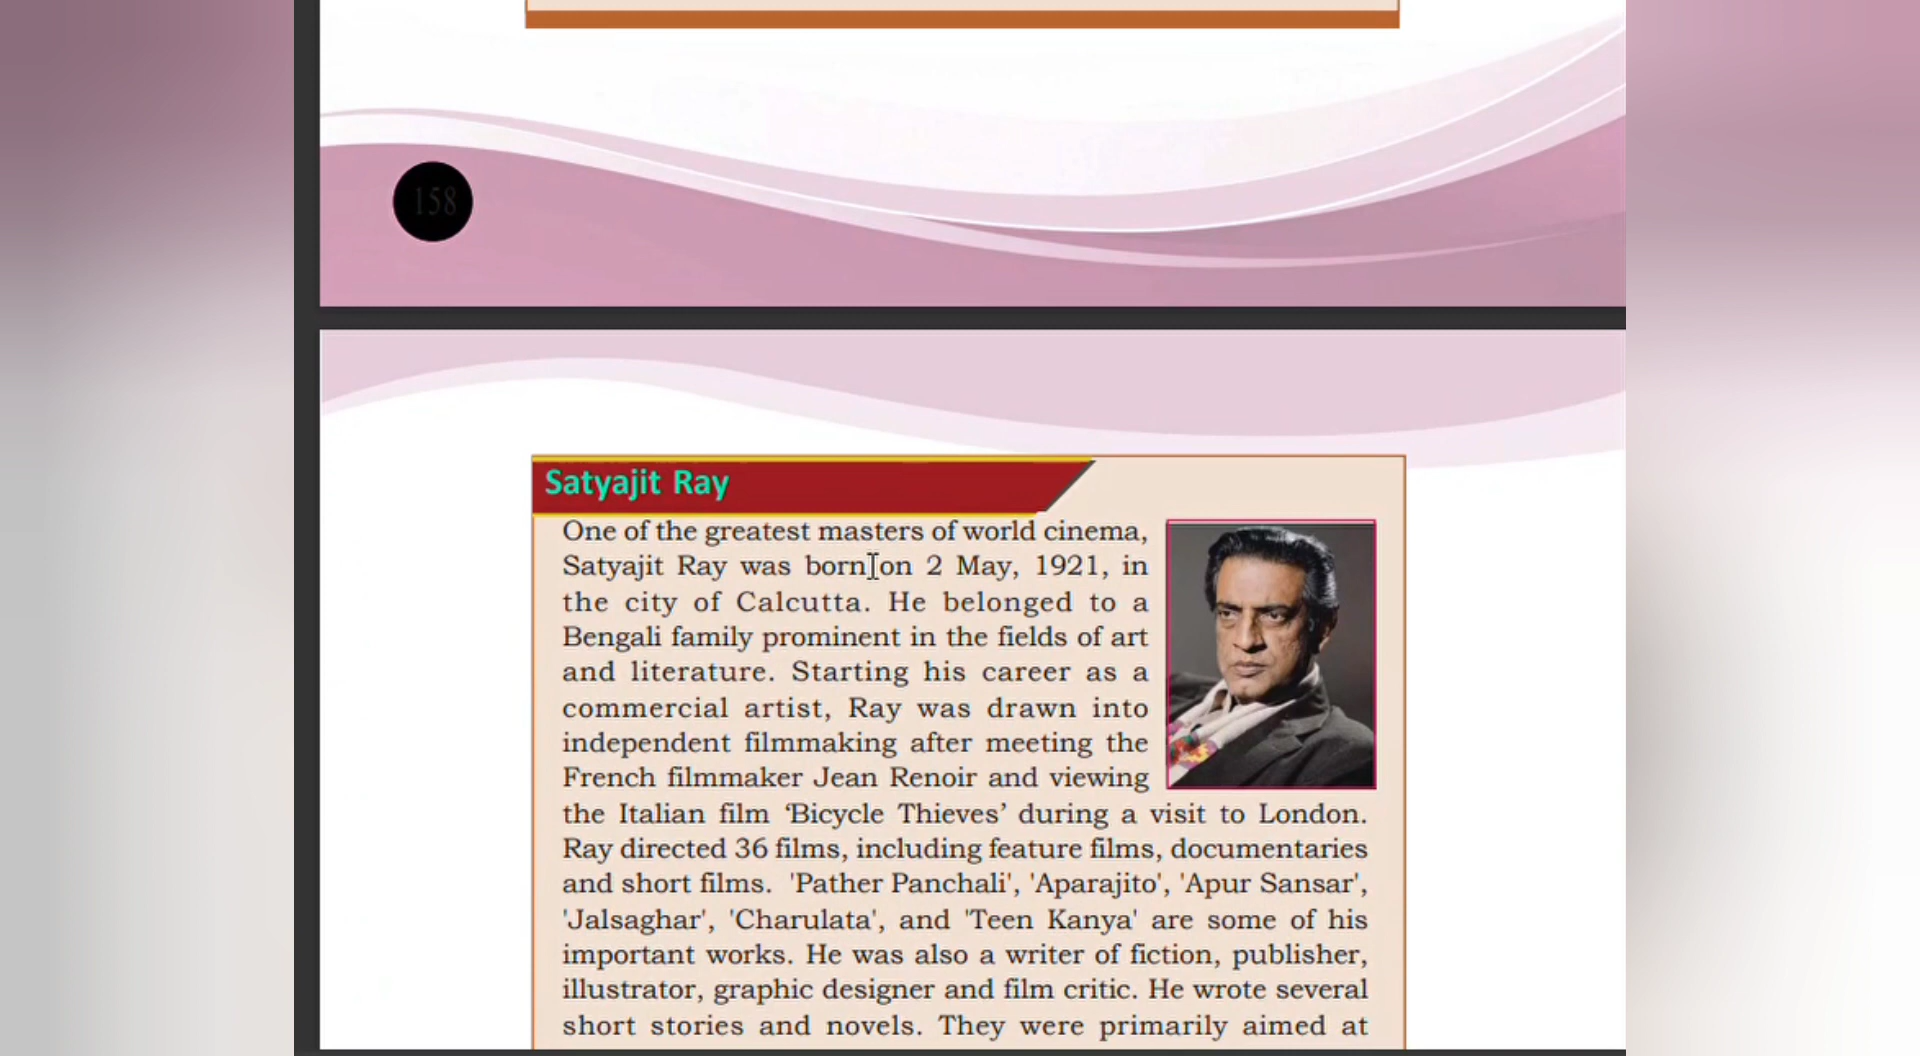 158
Satyajit Ray
One of the greatest masters of world cinema,
Satyajit Ray was born on 2 May, 1921, in
the city of Calcutta. He belonged to a
Bengali family prominent in the fields of art
and literature. Starting his career as a
commercial artist, Ray was drawn into
independent filmmaking after meeting the
French filmmaker Jean Renoir and viewing
the Italian film ‘Bicycle Thieves’ during a visit to London.
Ray directed 36 films, including feature films, documentaries
and short films. 'Pather Panchali', 'Aparajito', 'Apur Sansar',
'Jalsaghar', 'Charulata', and 'Teen Kanya' are some of his
important works. He was also a writer of fiction, publisher,
illustrator, graphic designer and film critic. He wrote several
short stories and novels. They were primarily aimed at